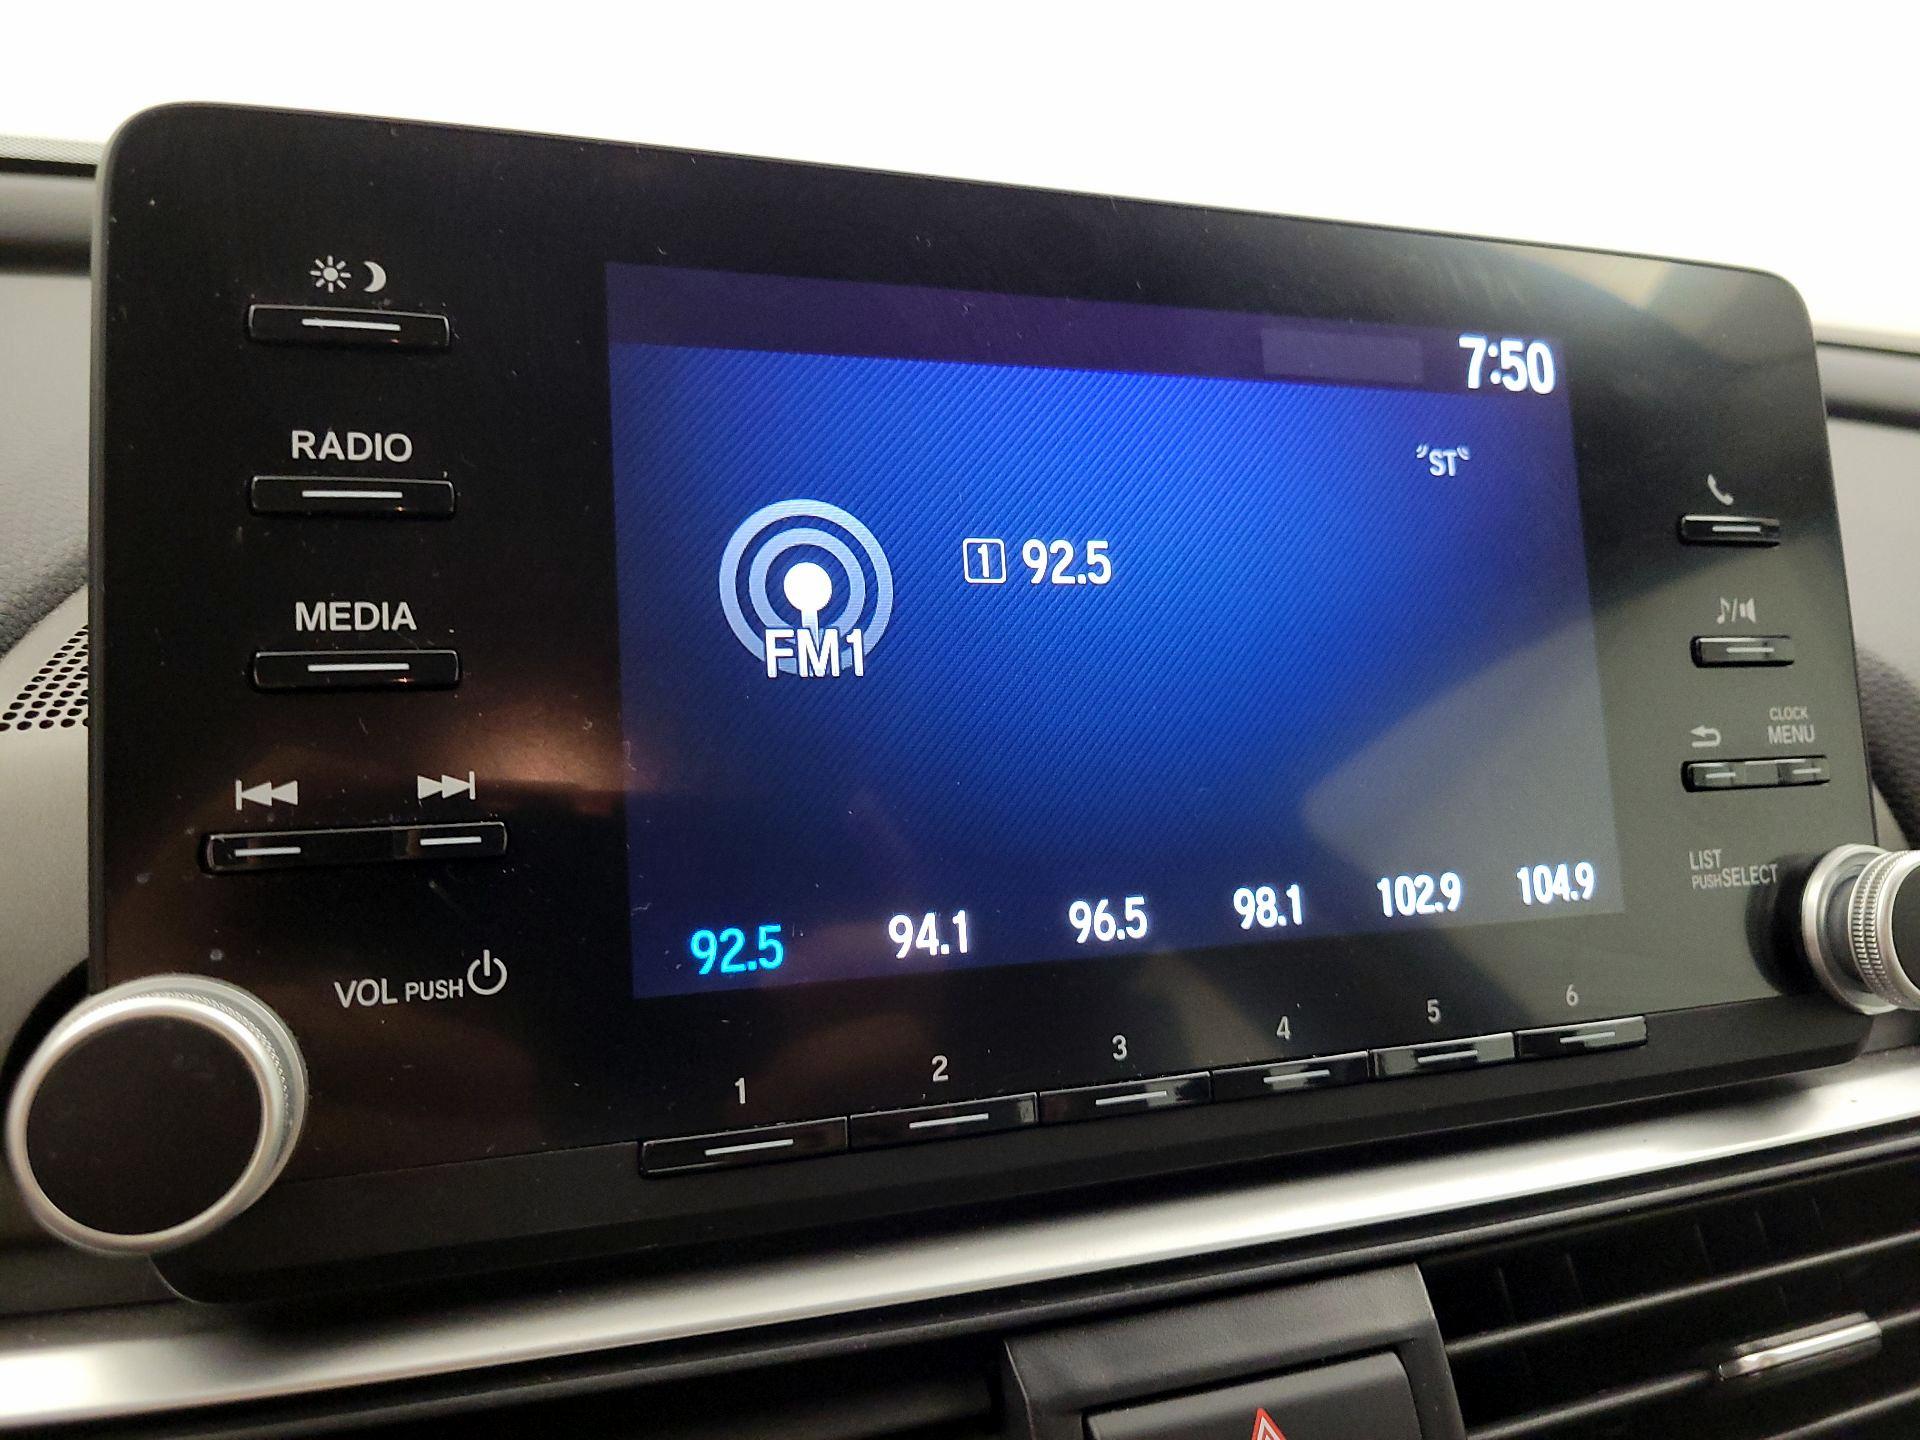 7:50
RADIO
ST
1 92.5
FM1
MEDIA
CLOCK
MENU
LIST
PUSH SELECT
92.5 94.1 96.5 98.1 102.9 104.9
VOL PUSH
1 2 3 4 5 6